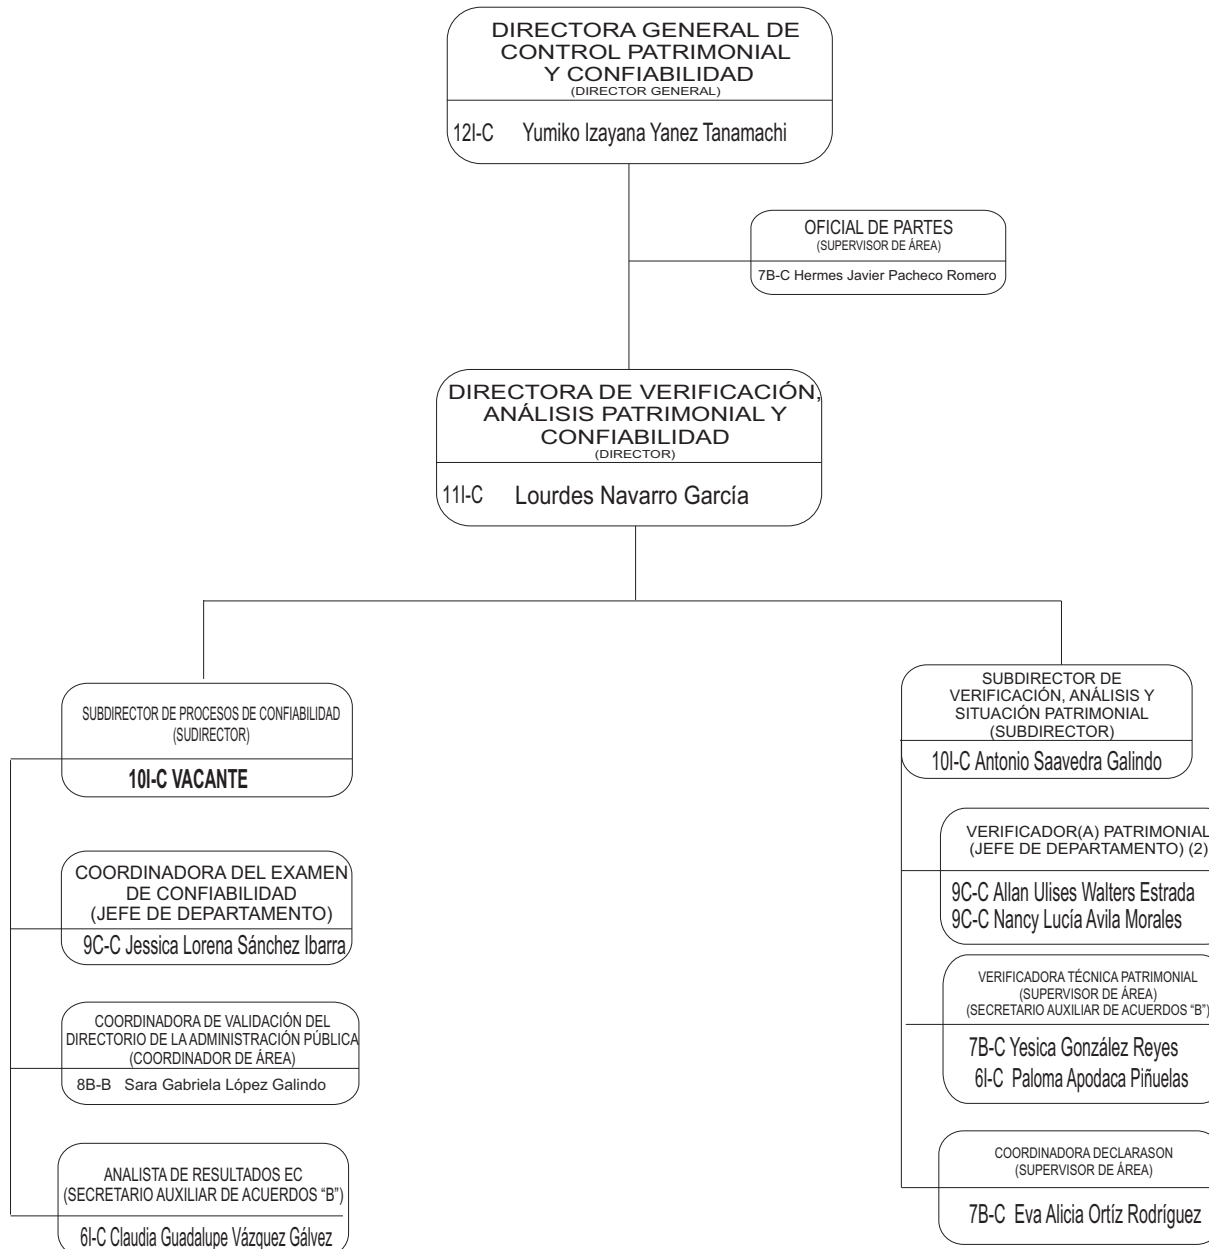 DIRECTORA GENERAL DE
CONTROL PATRIMONIAL
Y CONFIABILIDAD
(DIRECTOR GENERAL)
12I-C Yumiko Izayana Yanez Tanamachi
OFICIAL DE PARTES
(SUPERVISOR DE ÁREA)
7B-C Hermes Javier Pacheco Romero
DIRECTORA DE VERIFICACIÓN,
ANÁLISIS PATRIMONIAL Y
CONFIABILIDAD
(DIRECTOR)
11I-C Lourdes Navarro García
SUBDIRECTOR DE PROCESOS DE CONFIABILIDAD
(SUDIRECTOR)
10I-C VACANTE
COORDINADORA DEL EXAMEN
DE CONFIABILIDAD
(JEFE DE DEPARTAMENTO)
9C-C Jessica Lorena Sánchez Ibarra
COORDINADORA DE VALIDACIÓN DEL
DIRECTORIO DE LA ADMINISTRACIÓN PÚBLICA
(COORDINADOR DE ÁREA)
8B-B Sara Gabriela López Galindo
ANALISTA DE RESULTADOS EC
(SECRETARIO AUXILIAR DE ACUERDOS “B”)
6I-C Claudia Guadalupe Vázquez Gálvez
SUBDIRECTOR DE
VERIFICACIÓN, ANÁLISIS Y
SITUACIÓN PATRIMONIAL
(SUBDIRECTOR)
10I-C Antonio Saavedra Galindo
VERIFICADOR(A) PATRIMONIAL
(JEFE DE DEPARTAMENTO) (2)
9C-C Allan Ulises Walters Estrada
9C-C Nancy Lucía Avila Morales
VERIFICADORA TÉCNICA PATRIMONIAL
(SUPERVISOR DE ÁREA)
(SECRETARIO AUXILIAR DE ACUERDOS “B”)
7B-C Yesica González Reyes
6I-C Paloma Apodaca Piñuelas
COORDINADORA DECLARASON
(SUPERVISOR DE ÁREA)
7B-C Eva Alicia Ortíz Rodríguez